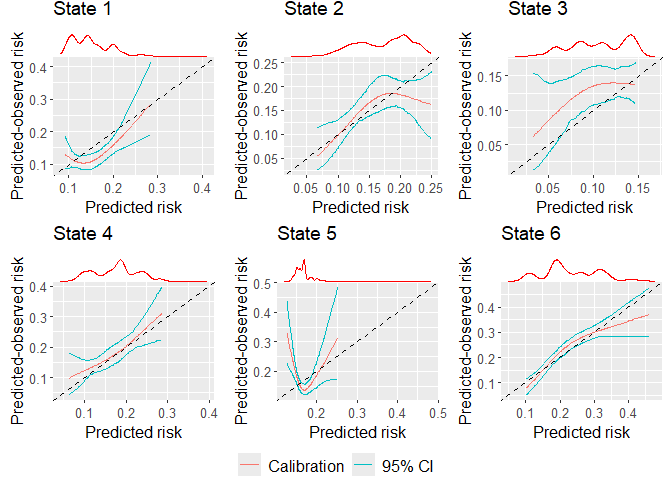 State 1
State 2
State 3
Predicted-observed risk
0.4
0.3
0.2
0.1
0.1 0.2 0.3 0.4
Predicted risk
Predicted-observed risk
0.25
0.20
0.15
0.10
0.05
0.05 0.10 0.15 0.20 0.25
Predicted risk
Predicted-observed risk
0.15
0.10
0.05
0.05 0.10 0.15
Predicted risk
State 4
State 5
State 6
Predicted-observed risk
0.4
0.3
0.2
0.1
0.1 0.2 0.3 0.4
Predicted risk
Predicted-observed risk
0.5
0.4
0.3
0.2
0.2 0.3 0.4 0.5
Predicted risk
Predicted-observed risk
0.4
0.3
0.2
0.1
0.1 0.2 0.3 0.4
Predicted risk
Calibration 95% CI